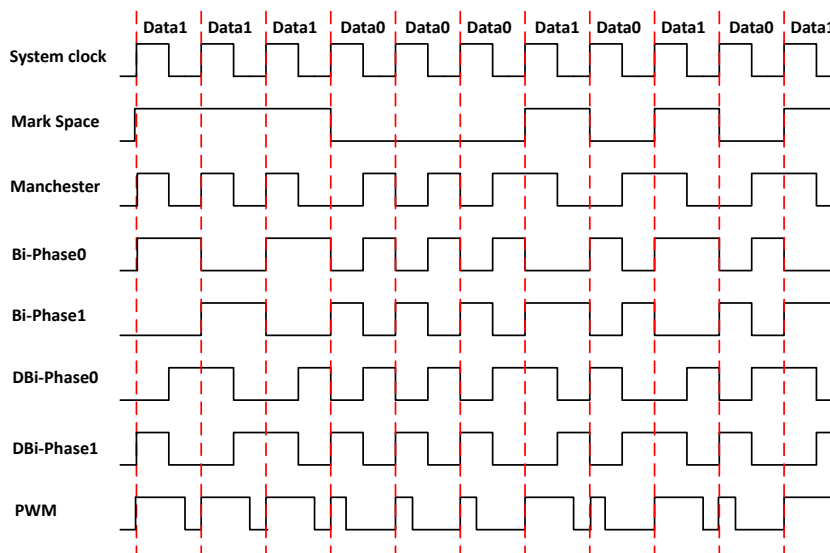 Data1 Data1 Data1 Data0 Data0 Data0 Data1 Data0 Data1 Data0 Data1
System clock
Mark Space
Manchester
Bi-Phase0
Bi-Phase1
DBi-Phase0
DBi-Phase1
PWM